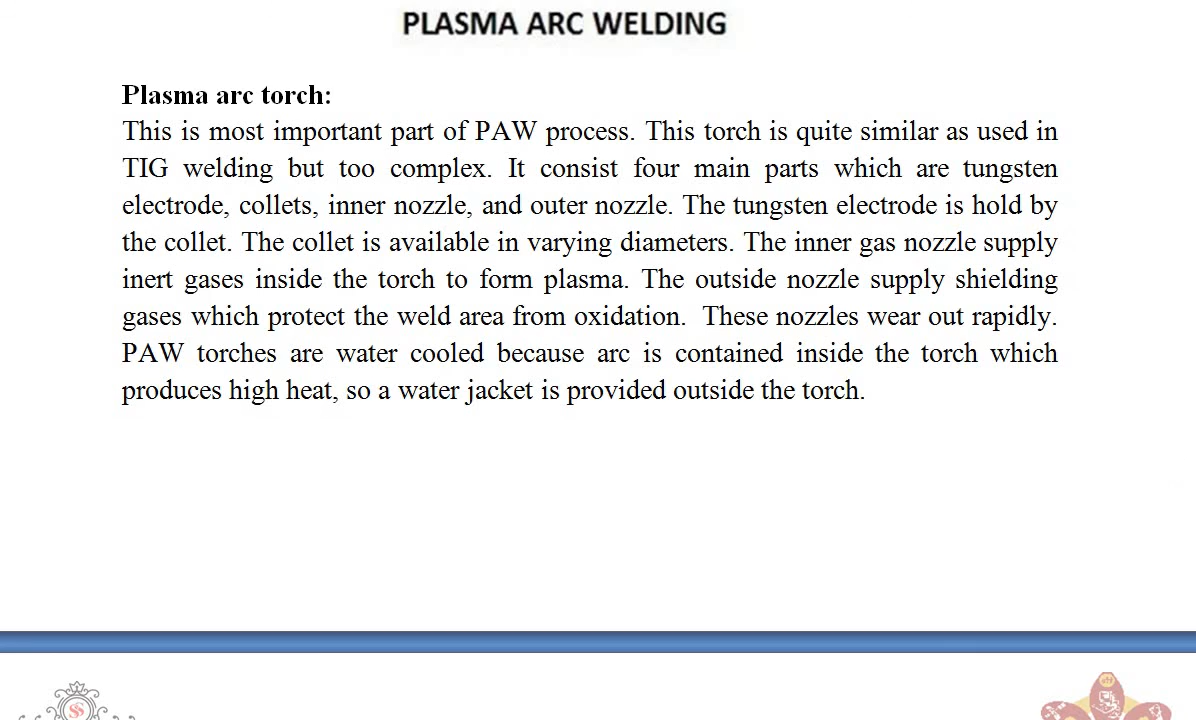 PLASMA ARC WELDING
Plasma arc torch:
This is most important part of PAW process. This torch is quite similar as used in
TIG welding but too complex. It consist four main parts which are tungsten
electrode, collets, inner nozzle, and outer nozzle. The tungsten electrode is hold by
the collet. The collet is available in varying diameters. The inner gas nozzle supply
inert gases inside the torch to form plasma. The outside nozzle supply shielding
gases which protect the weld area from oxidation.  These nozzles wear out rapidly.
PAW torches are water cooled because arc is contained inside the torch which
produces high heat, so a water jacket is provided outside the torch.